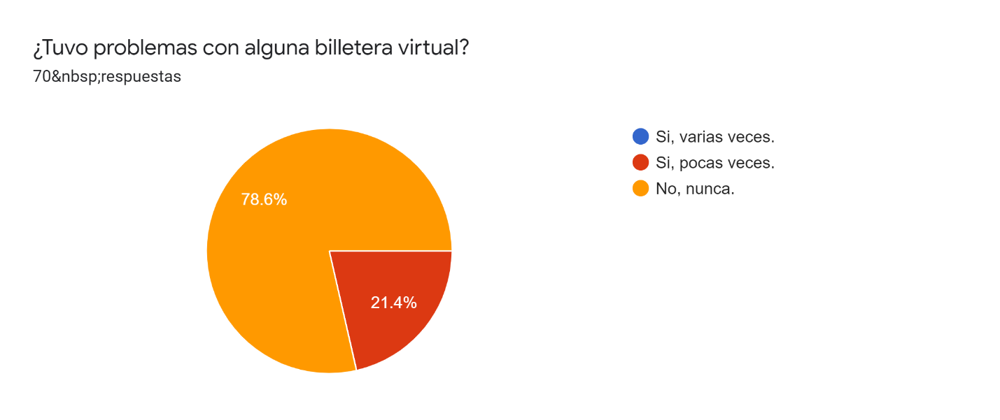 ¿Tuvo problemas con alguna billetera virtual?
70&nbsp;respuestas
Si, varias veces.
Si, pocas veces.
No, nunca.
78.6%
21.4%